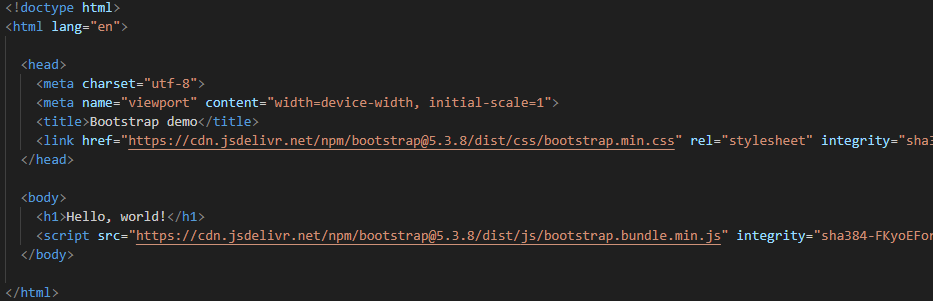 <!doctype html>
<html lang="en">
<head>
<meta charset="utf-8">
<meta name="viewport" content="width=device-width, initial-scale=1">
<title>Bootstrap demo</title>
<link href="https://cdn.jsdelivr.net/npm/bootstrap@5.3.8/dist/css/bootstrap.min.css" rel="stylesheet" integrity="sha3
</head>
<body>
<h1>Hello, world!</h1>
<script src="https://cdn.jsdelivr.net/npm/bootstrap@5.3.8/dist/js/bootstrap.bundle.min.js" integrity="sha384-FKyoEFor
</body>
</html>